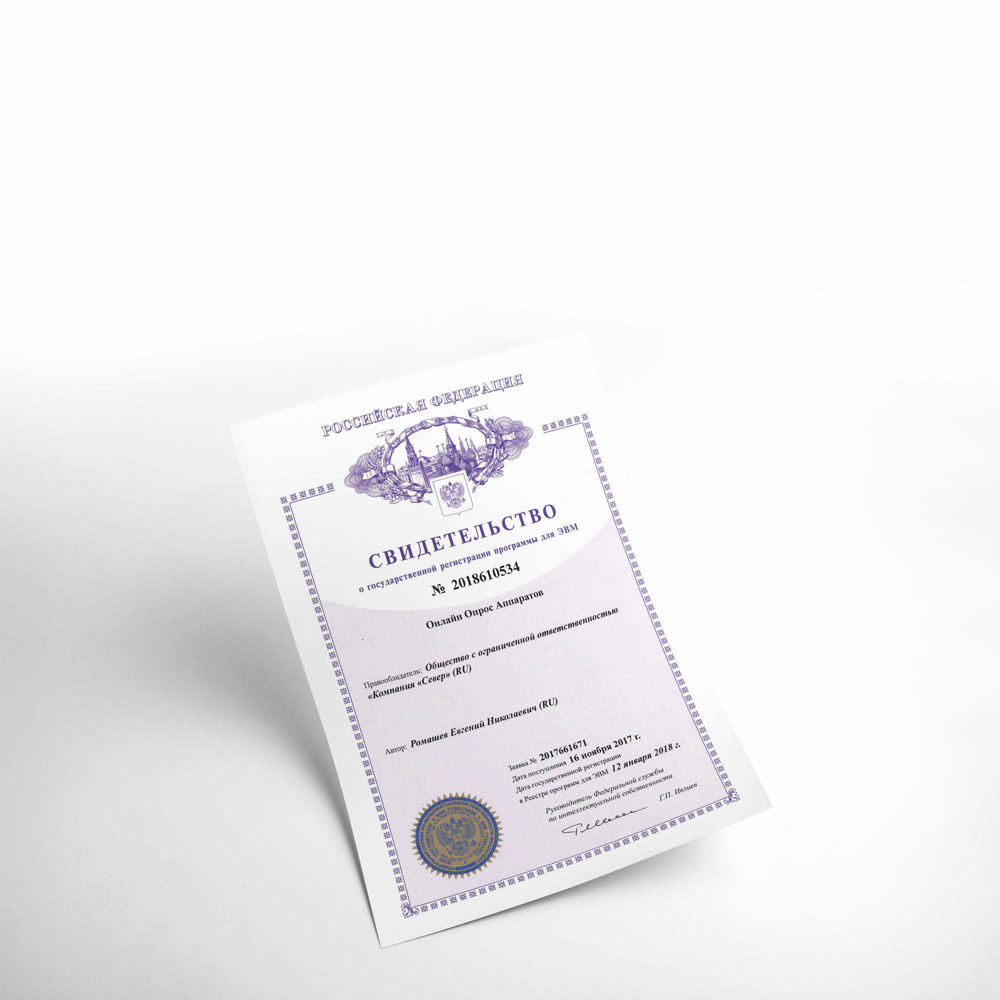 РОССИЙСКАЯ ФЕДЕРАЦИЯ
СВИДЕТЕЛЬСТВО
о государственной регистрации программы для ЭВМ
№ 2018610534
Онлайн Опрос Аппаратов
Правообладатель: Общество с ограниченной ответственностью
«Компания «Север» (RU)
Автор: Ромашев Евгений Николаевич (RU)
Заявка № 2017661671
Дата поступления 16 ноября 2017 г.
Дата государственной регистрации
в Реестре программ для ЭВМ 12 января 2018 г.
Руководитель Федеральной службы
по интеллектуальной собственности
Г.П. Ивлиев
ФЕДЕРАЛЬНАЯ СЛУЖБА ПО ИНТЕЛЛЕКТУАЛЬНОЙ СОБСТВЕННОСТИ (РОСПАТЕНТ)
ОГРН 1047730015200 * ИНН 7730176088 * КПП 773001001